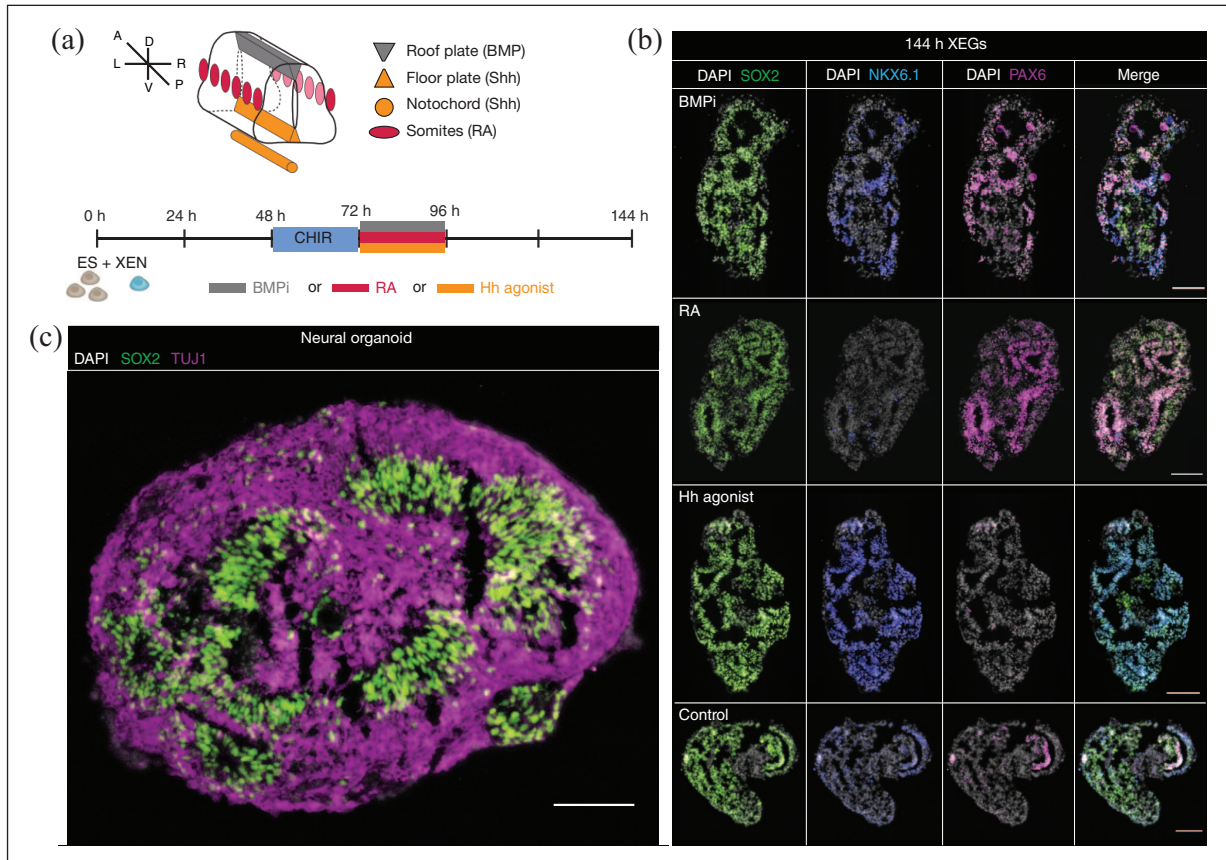 (a)
A
D
L
R
V
P
Roof plate (BMP)
Floor plate (Shh)
Notochord (Shh)
Somites (RA)
0 h 24 h 48 h 72 h 96 h 144 h
CHIR
ES + XEN
BMPi or RA or Hh agonist
(b)
144 h XEGs
DAPI SOX2 DAPI NKX6.1 DAPI PAX6 Merge
BMPi
RA
Hh agonist
Control
(c)
Neural organoid
DAPI SOX2 TUJ1